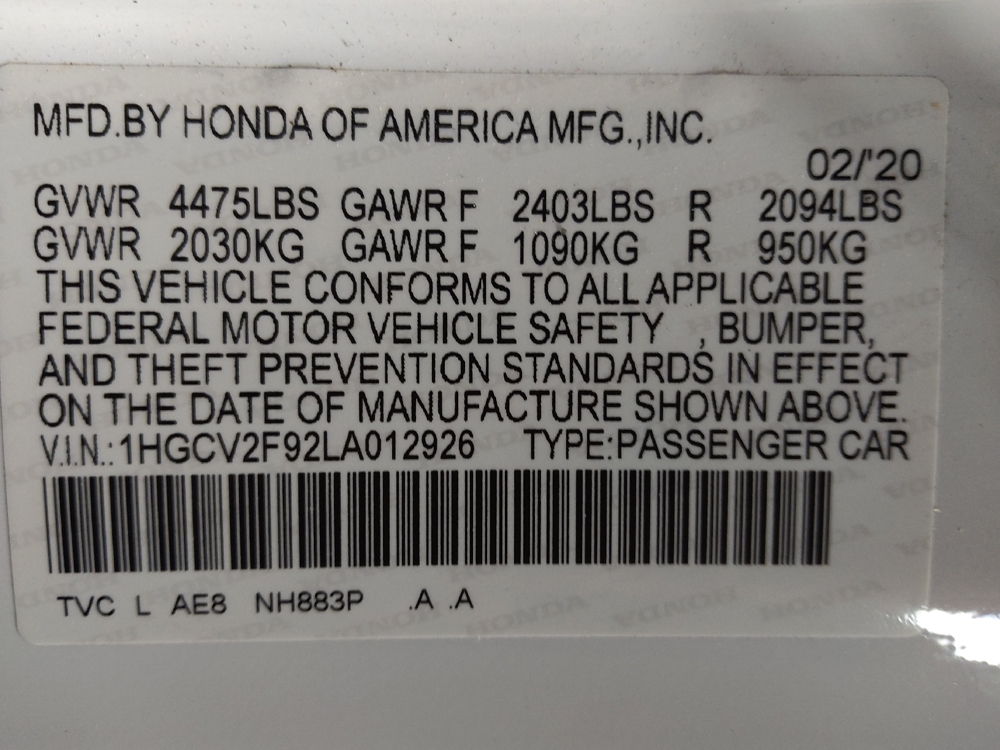 MFD.BY HONDA OF AMERICA MFG.,INC.
02/'20
GVWR 4475LBS GAWR F 2403LBS R 2094LBS
GVWR 2030KG GAWR F 1090KG R 950KG
THIS VEHICLE CONFORMS TO ALL APPLICABLE
FEDERAL MOTOR VEHICLE SAFETY , BUMPER,
AND THEFT PREVENTION STANDARDS IN EFFECT
ON THE DATE OF MANUFACTURE SHOWN ABOVE.
V.I.N.:1HGCV2F92LA012926 TYPE:PASSENGER CAR
TVC L AE8 NH883P .A .A